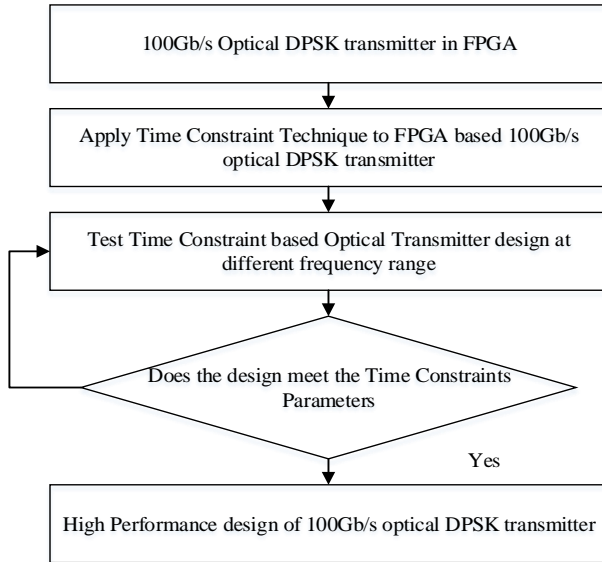 100Gb/s Optical DPSK transmitter in FPGA
Apply Time Constraint Technique to FPGA based 100Gb/s
optical DPSK transmitter
Test Time Constraint based Optical Transmitter design at
different frequency range
Does the design meet the Time Constraints
Parameters
Yes
High Performance design of 100Gb/s optical DPSK transmitter